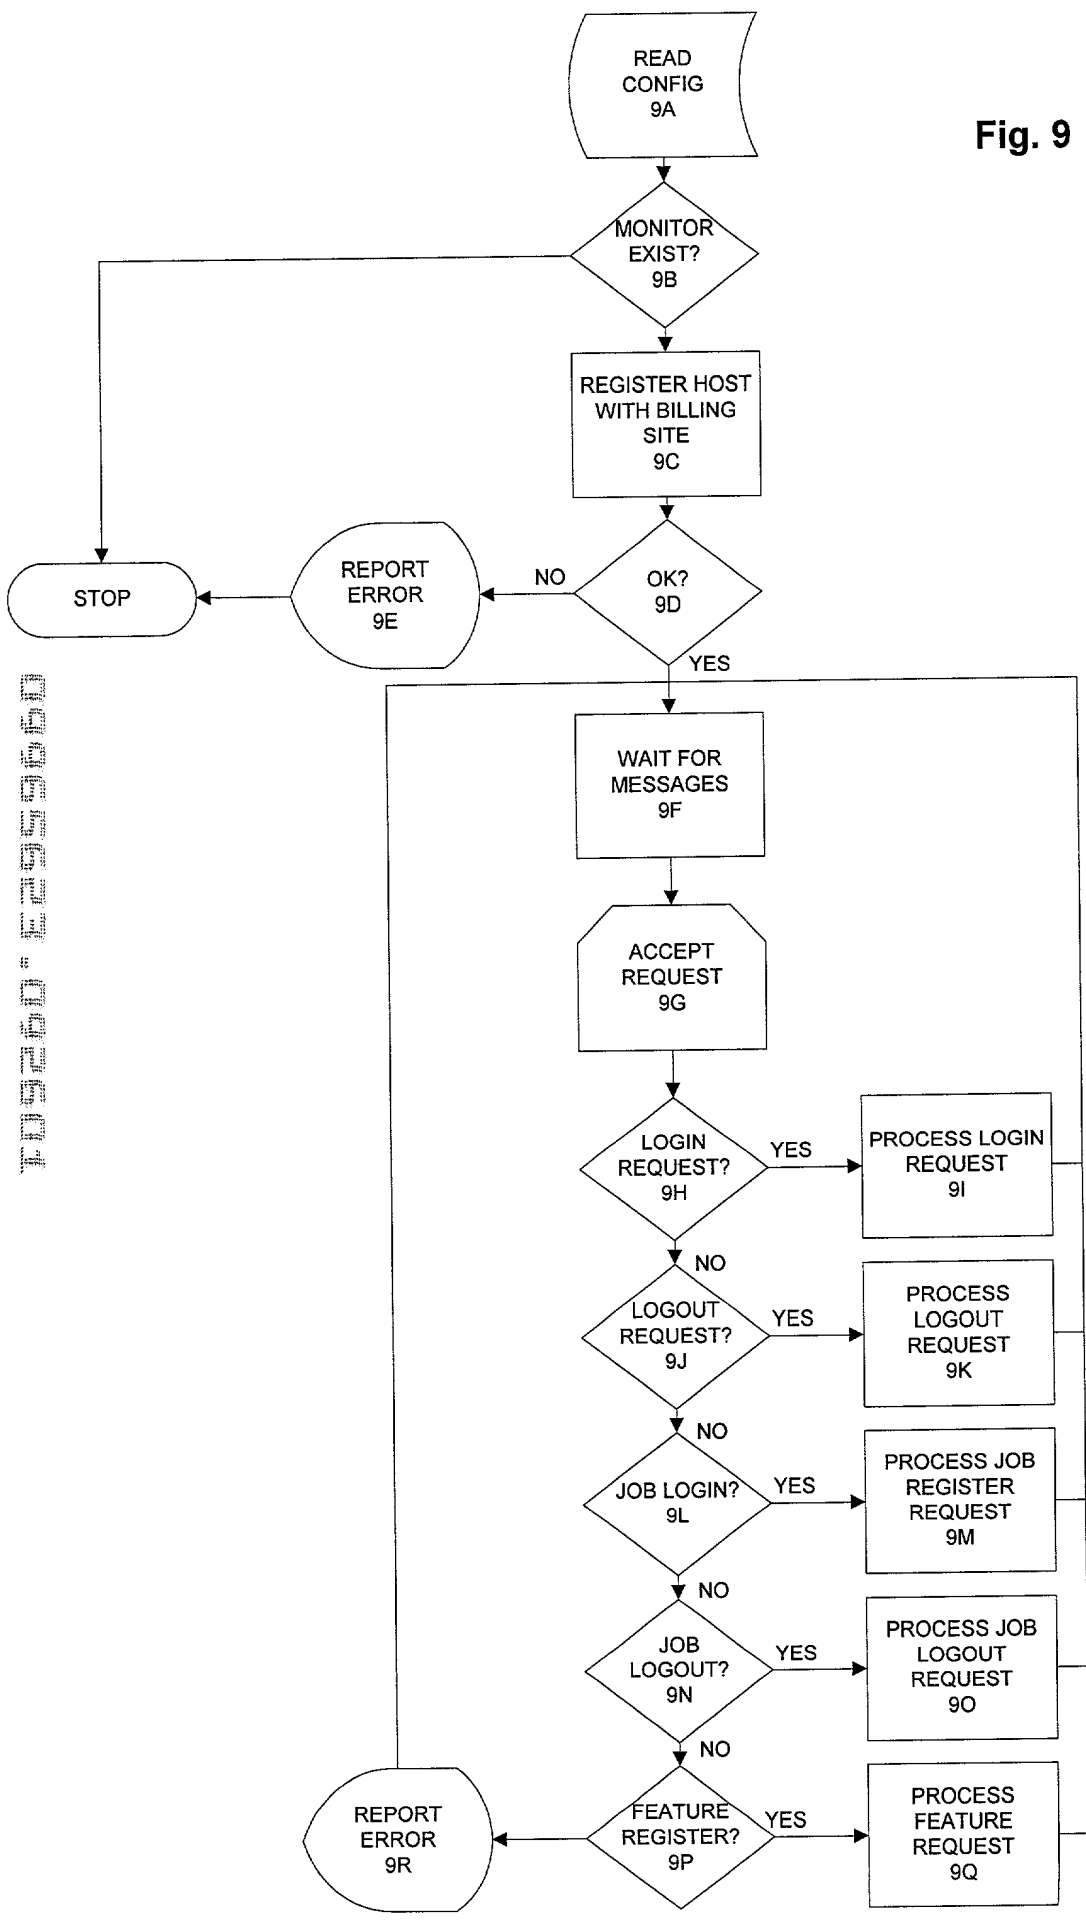 READ
CONFIG
9A
Fig. 9
MONITOR
EXIST?
9B
REGISTER HOST
WITH BILLING
SITE
9C
STOP
REPORT
ERROR
9E
NO
OK?
9D
YES
WAIT FOR
MESSAGES
9F
ACCEPT
REQUEST
9G
LOGIN
REQUEST?
9H
YES
PROCESS LOGIN
REQUEST
9I
NO
LOGOUT
REQUEST?
9J
YES
PROCESS
LOGOUT
REQUEST
9K
NO
JOB LOGIN?
9L
YES
PROCESS JOB
REGISTER
REQUEST
9M
NO
JOB
LOGOUT?
9N
YES
PROCESS JOB
LOGOUT
REQUEST
9O
NO
FEATURE
REGISTER?
9P
YES
PROCESS
FEATURE
REQUEST
9Q
REPORT
ERROR
9R